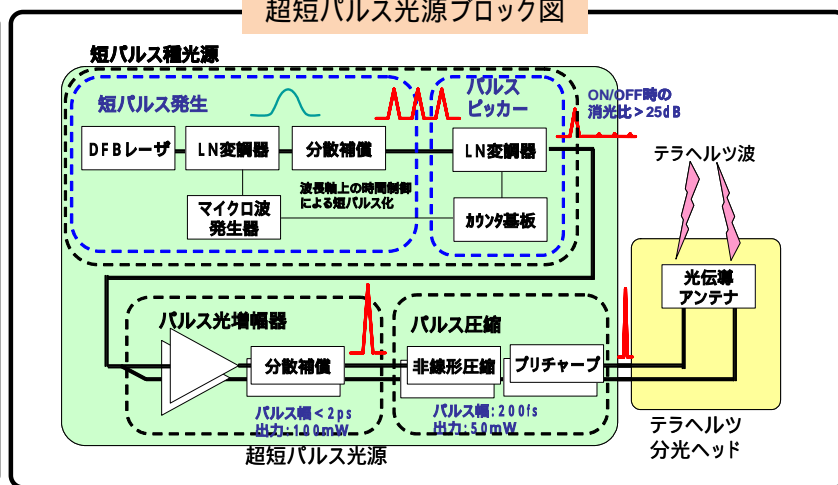 超短パルス光源ブロック図
短パルス種光源
短パルス発生
パルス
ピッカー
ON/OFF時の
消光比>25dB
DFBレーザ
LN変調器
分散補償
LN変調器
テラヘルツ波
波長軸上の時間制御
による短パルス化
マイクロ波
発生器
カウンタ基板
光伝導
アンテナ
パルス光増幅器
パルス圧縮
分散補償
非線形圧縮
プリチャープ
パルス幅<2ps
出力:100mW
パルス幅:200fs
出力:50mW
超短パルス光源
テラヘルツ
分光ヘッド